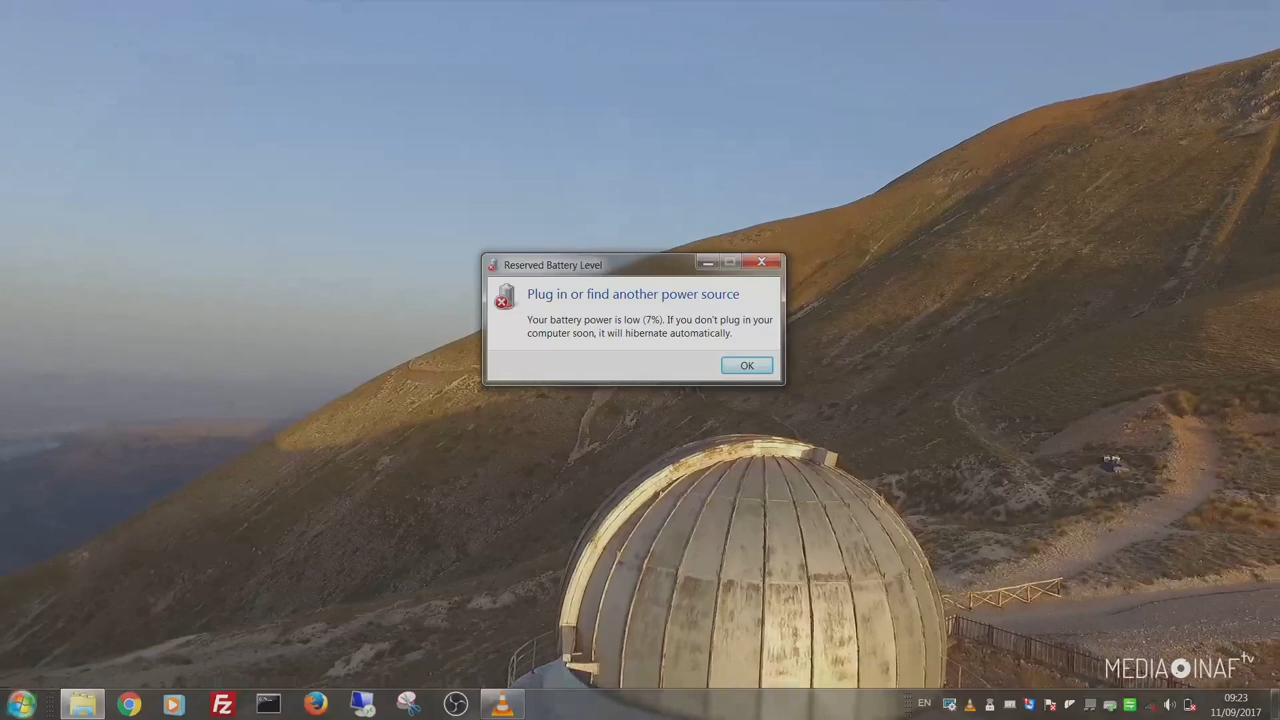 Reserved Battery Level
Plug in or find another power source
Your battery power is low (7%). If you don't plug in your
computer soon, it will hibernate automatically.
OK
MEDIA INAF tv
Fz
EN
09:23
11/09/2017